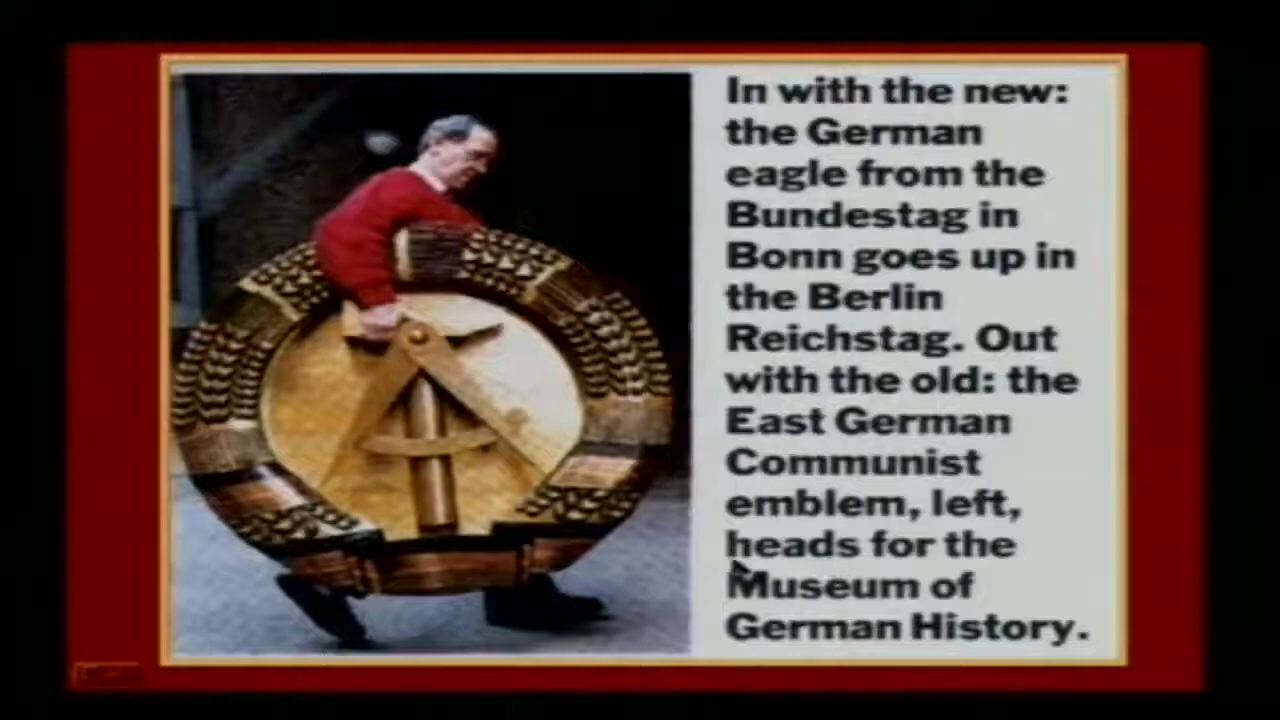 In with the new:
the German
eagle from the
Bundestag in
Bonn goes up in
the Berlin
Reichstag. Out
with the old: the
East German
Communist
emblem, left,
heads for the
Museum of
German History.